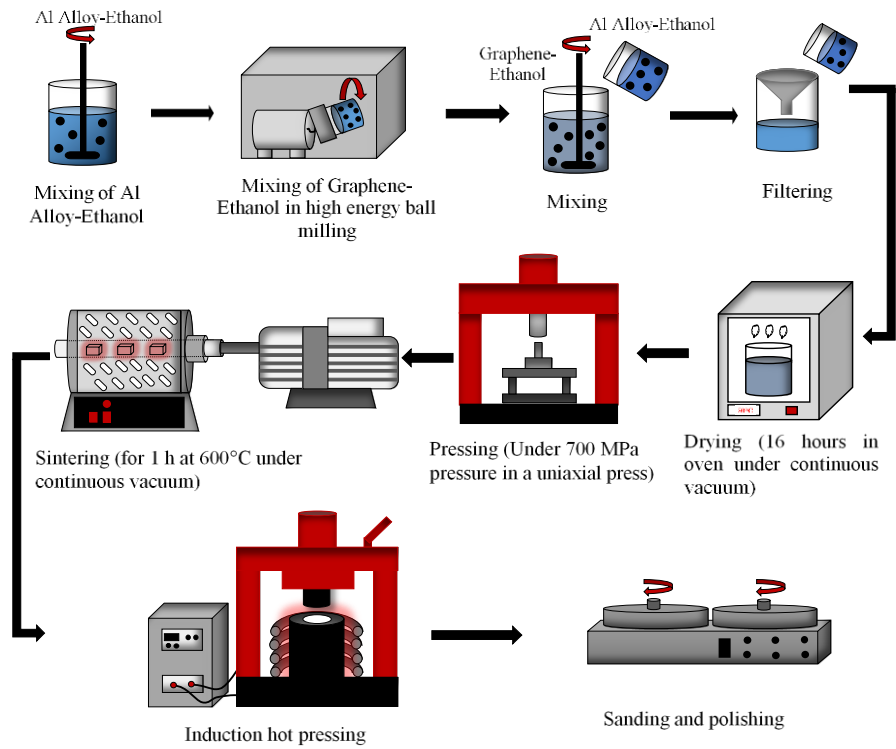 Al Alloy-Ethanol
Mixing of Al
Alloy-Ethanol
Mixing of Graphene-
Ethanol in high energy ball
milling
Graphene-
Ethanol
Al Alloy-Ethanol
Mixing
Filtering
Drying (16 hours in
oven under continuous
vacuum)
Pressing (Under 700 MPa
pressure in a uniaxial press)
Sintering (for 1 h at 600°C under
continuous vacuum)
Induction hot pressing
Sanding and polishing